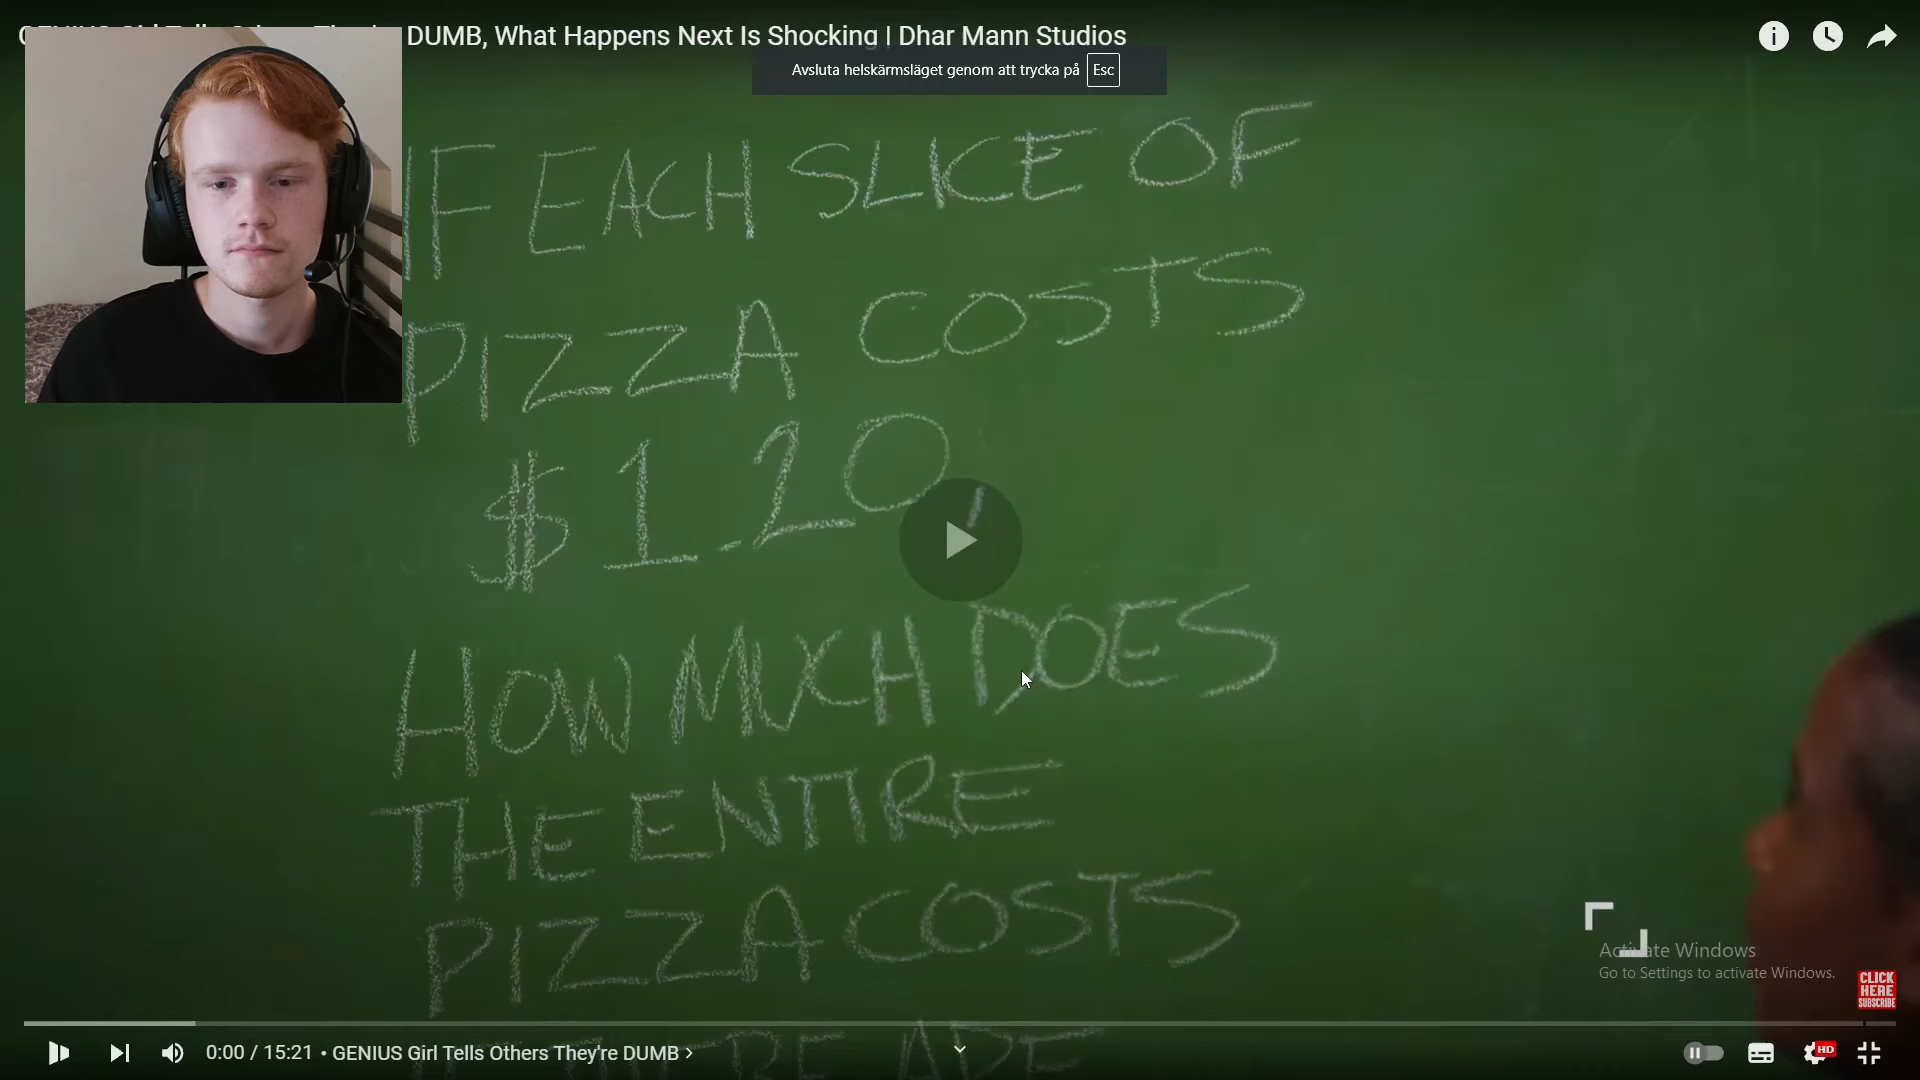 DUMB, What Happens Next Is Shocking | Dhar Mann Studios
Avsluta helskärmsläget genom att trycka på Esc
IF EACH SLICE OF
PIZZA COSTS
$1.20,
HOW MUCH DOES
THE ENTIRE
PIZZA COSTS
ARE
Activate Windows
Go to Settings to activate Windows.
CLICK
HERE
SUBSCRIBE
0:00 / 15:21 • GENIUS Girl Tells Others They're DUMB >
HD